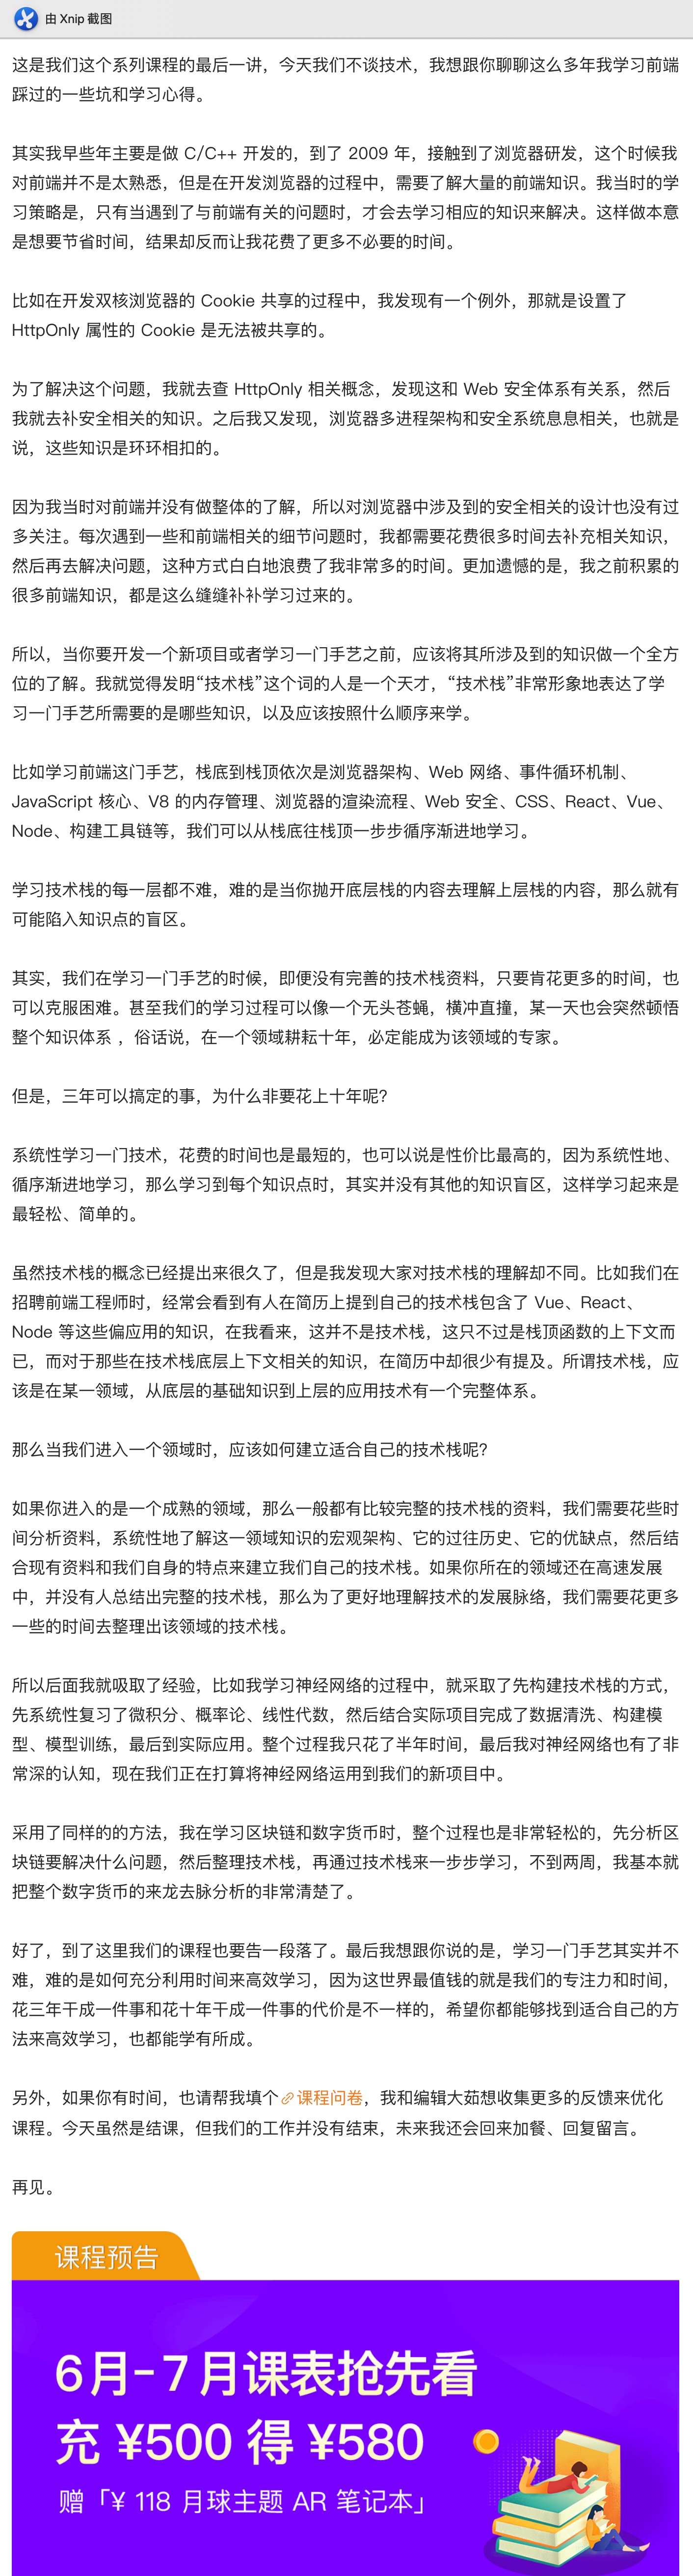 由 Xnip 截图
这是我们这个系列课程的最后一讲，今天我们不谈技术，我想跟你聊聊这么多年我学习前端
踩过的一些坑和学习心得。
其实我早些年主要是做 C/C++ 开发的，到了 2009 年，接触到了浏览器研发，这个时候我
对前端并不是太熟悉，但是在开发浏览器的过程中，需要了解大量的前端知识。我当时的学
习策略是，只有当遇到了与前端有关的问题时，才会去学习相应的知识来解决。这样做本意
是想要节省时间，结果却反而让我花费了更多不必要的时间。
比如在开发双核浏览器的 Cookie 共享的过程中，我发现有一个例外，那就是设置了
HttpOnly 属性的 Cookie 是无法被共享的。
为了解决这个问题，我就去查 HttpOnly 相关概念，发现这和 Web 安全体系有关系，然后
我就去补安全相关的知识。之后我又发现，浏览器多进程架构和安全系统息息相关，也就是
说，这些知识是环环相扣的。
因为我当时对前端并没有做整体的了解，所以对浏览器中涉及到的安全相关的设计也没有过
多关注。每次遇到一些和前端相关的细节问题时，我都需要花费很多时间去补充相关知识，
然后再去解决问题，这种方式白白地浪费了我非常多的时间。更加遗憾的是，我之前积累的
很多前端知识，都是这么缝缝补补学习过来的。
所以，当你要开发一个新项目或者学习一门手艺之前，应该将其所涉及到的知识做一个全方
位的了解。我就觉得发明“技术栈”这个词的人是一个天才，“技术栈”非常形象地表达了学
习一门手艺所需要的是哪些知识，以及应该按照什么顺序来学。
比如学习前端这门手艺，栈底到栈顶依次是浏览器架构、Web 网络、事件循环机制、
JavaScript 核心、V8 的内存管理、浏览器的渲染流程、Web 安全、CSS、React、Vue、
Node、构建工具链等，我们可以从栈底往栈顶一步步循序渐进地学习。
学习技术栈的每一层都不难，难的是当你抛开底层栈的内容去理解上层栈的内容，那么就有
可能陷入知识点的盲区。
其实，我们在学习一门手艺的时候，即便没有完善的技术栈资料，只要肯花更多的时间，也
可以克服困难。甚至我们的学习过程可以像一个无头苍蝇，横冲直撞，某一天也会突然顿悟
整个知识体系 ，俗话说，在一个领域耕耘十年，必定能成为该领域的专家。
但是，三年可以搞定的事，为什么非要花上十年呢?
系统性学习一门技术，花费的时间也是最短的，也可以说是性价比最高的，因为系统性地、
循序渐进地学习，那么学习到每个知识点时，其实并没有其他的知识盲区，这样学习起来是
最轻松、简单的。
虽然技术栈的概念已经提出来很久了，但是我发现大家对技术栈的理解却不同。比如我们在
招聘前端工程师时，经常会看到有人在简历上提到自己的技术栈包含了 Vue、React、
Node 等这些偏应用的知识，在我看来，这并不是技术栈，这只不过是栈顶函数的上下文而
已，而对于那些在技术栈底层上下文相关的知识，在简历中却很少有提及。所谓技术栈，应
该是在某一领域，从底层的基础知识到上层的应用技术有一个完整体系。
那么当我们进入一个领域时，应该如何建立适合自己的技术栈呢?
如果你进入的是一个成熟的领域，那么一般都有比较完整的技术栈的资料，我们需要花些时
间分析资料，系统性地了解这一领域知识的宏观架构、它的过往历史、它的优缺点，然后结
合现有资料和我们自身的特点来建立我们自己的技术栈。如果你所在的领域还在高速发展
中，并没有人总结出完整的技术栈，那么为了更好地理解技术的发展脉络，我们需要花更多
一些的时间去整理出该领域的技术栈。
所以后面我就吸取了经验，比如我学习神经网络的过程中，就采取了先构建技术栈的方式，
先系统性复习了微积分、概率论、线性代数，然后结合实际项目完成了数据清洗、构建模
型、模型训练，最后到实际应用。整个过程我只花了半年时间，最后我对神经网络也有了非
常深的认知，现在我们正在打算将神经网络运用到我们的新项目中。
采用了同样的的方法，我在学习区块链和数字货币时，整个过程也是非常轻松的，先分析区
块链要解决什么问题，然后整理技术栈，再通过技术栈来一步步学习，不到两周，我基本就
把整个数字货币的来龙去脉分析的非常清楚了。
好了，到了这里我们的课程也要告一段落了。最后我想跟你说的是，学习一门手艺其实并不
难，难的是如何充分利用时间来高效学习，因为这世界最值钱的就是我们的专注力和时间，
花三年干成一件事和花十年干成一件事的代价是不一样的，希望你都能够找到适合自己的方
法来高效学习，也都能学有所成。
另外，如果你有时间，也请帮我填个课程问卷，我和编辑大茹想收集更多的反馈来优化
课程。今天虽然是结课，但我们的工作并没有结束，未来我还会回来加餐、回复留言。
再见。
课程预告
6月-7月课表抢先看
充 ¥500 得 ¥580
赠「¥ 118 月球主题 AR 笔记本」